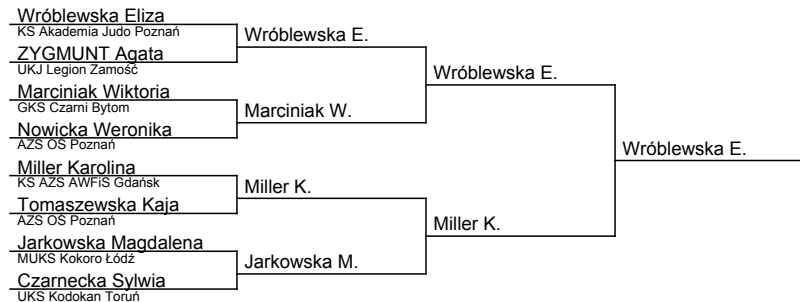 Wróblewska Eliza
KS Akademia Judo Poznań
ZYGMUNT Agata
UKJ Legion Zamość
Marciniak Wiktoria
GKS Czarni Bytom
Nowicka Weronika
AZS OŚ Poznań
Miller Karolina
KS AZS AWFiS Gdańsk
Tomaszewska Kaja
AZS OŚ Poznań
Jarkowska Magdalena
MUKS Kokoro Łódź
Czarnecka Sylwia
UKS Kodokan Toruń
Wróblewska E.
Marciniak W.
Miller K.
Jarkowska M.
Wróblewska E.
Miller K.
Wróblewska E.